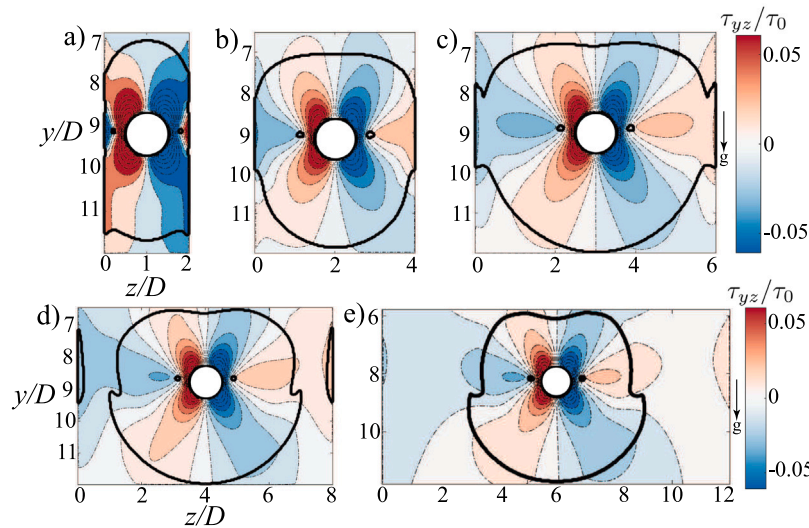 a) b) c) τyz/τ0
7 7 7 0.05
8 8 8
y/D 9 9 9 0
10 10 10 g
11 11 11 -0.05
0 1 2 0 2 4 0 2 4 6
z/D
d) e) τyz/τ0
7 6 0.05
8
y/D 9 8 0
10 10 g
11 -0.05
0 2 4 6 8 0 2 4 6 8 10 12
z/D